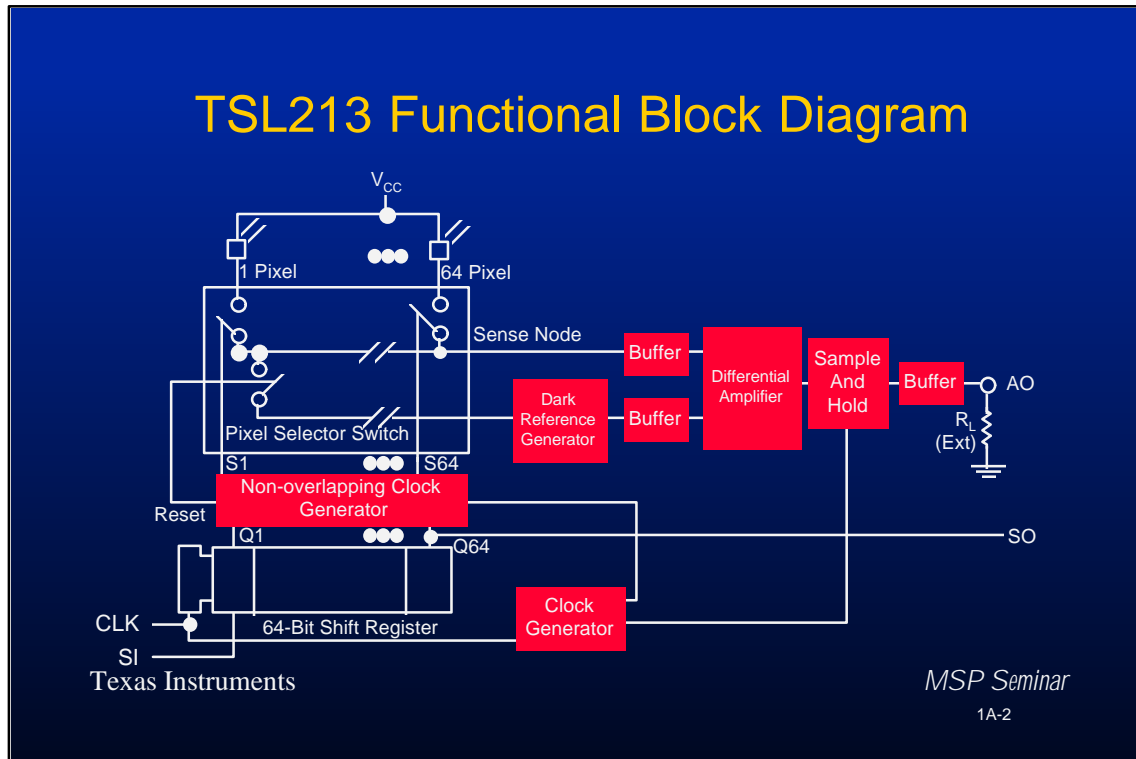 TSL213 Functional Block Diagram
VCC
1 Pixel
64 Pixel
Sense Node
Buffer
Differential
Amplifier
Sample
And
Hold
Buffer
AO
Dark
Reference
Generator
Buffer
RL
(Ext)
Pixel Selector Switch
S1
S64
Non-overlapping Clock
Generator
Reset
Q1
Q64
SO
Clock
Generator
CLK
64-Bit Shift Register
SI
Texas Instruments
MSP Seminar
1A-2